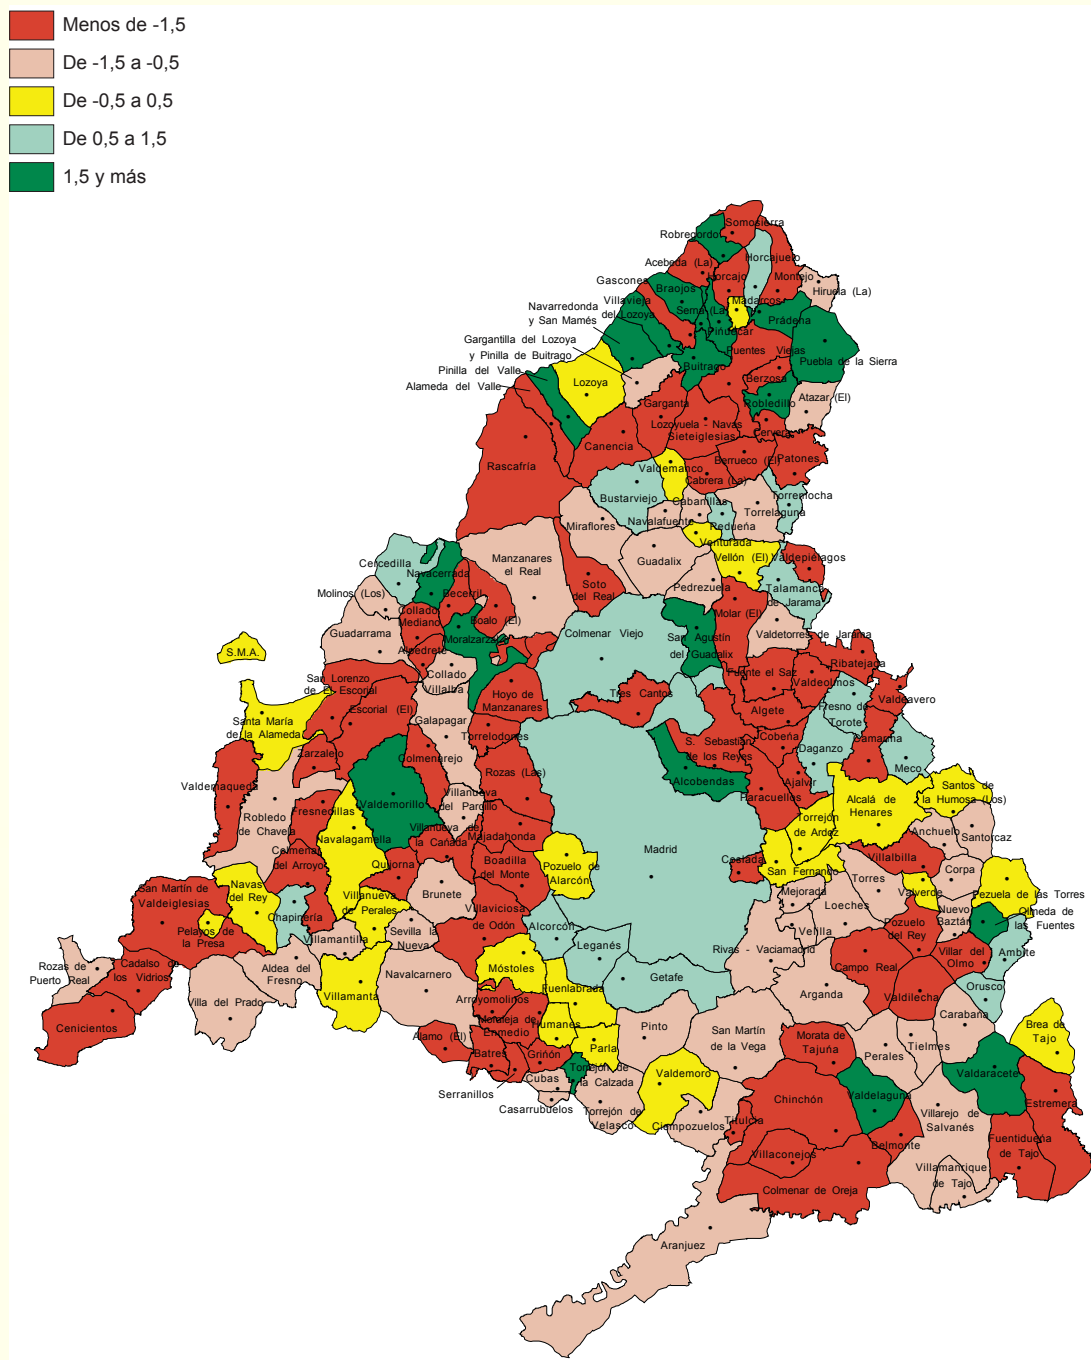 Menos de -1,5
De -1,5 a -0,5
De -0,5 a 0,5
De 0,5 a 1,5
1,5 y más
Somosierra
Robregordo
Horcajuelo
Acebeda (La)
Horcajo
Montejo
Gascones
Braojos
Hiruela (La)
Villavieja
del Lozoya
Madarcos
Navarredonda
y San Mamés
Serna (La)
Prádena
Piñuecar
Gargantilla del Lozoya
y Pinilla de Buitrago
Puentes Viejas
Puebla de la Sierra
Buitrago
Pinilla del Valle
Alameda del Valle
Lozoya
Berzosa
Robledillo
Atazar (El)
Garganta
Lozoyuela - Navas
Sieteiglesias
Cervera
Canencia
Rascafría
Berrueco (El)
Patones
Valdemanco
Cabrera (La)
Bustarviejo
Torremocha
Cabanillas
Torrelaguna
Miraflores
Navalafuente
Redueña
Venturada
Cercedilla
Manzanares
el Real
Guadalix
Vellón (El)
Valdepiélagos
Navacerrada
Molinos (Los)
Becerril
Soto
del Real
Pedrezuela
Talamanca
de Jarama
Collado
Mediano
Boalo (El)
Molar (El)
Guadarrama
Moralzarzal
Colmenar Viejo
San
Agustín
del Guadalix
Valdetorres de Jarama
S.M.A.
Alpedrete
Collado
Villalba
Ribatejada
San Lorenzo
de El Escorial
Fuente el Saz
Valdeolmos
Hoyo de
Manzanares
Tres Cantos
Valdeavero
Escorial (El)
Algete
Fresno de
Torote
Santa María
de la Alameda
Galapagar
Torrelodones
Camarma
Cobeña
S. Sebastián
de los Reyes
Daganzo
Zarzalejo
Colmenarejo
Meco
Rozas (Las)
Ajalvir
Valdemaqueda
Alcobendas
Paracuellos
Santos de
la Humosa (Los)
Valdemorillo
Villanueva
del Pardillo
Alcalá de
Henares
Fresnedillas
Torrejón
de Ardoz
Robledo
de Chavela
Navalagamella
Villanueva de
la Cañada
Majadahonda
Anchuelo
Santorcaz
Colmenar
del Arroyo
Madrid
Villalbilla
Quijorna
Boadilla
del Monte
Pozuelo de
Alarcón
Coslada
San Fernando
Corpa
Torres
San Martín de
Valdeiglesias
Navas
del Rey
Villanueva
de Perales
Brunete
Mejorada
Valverde
Pezuela de las Torres
Loeches
Chapinería
Villaviciosa
de Odón
Nuevo
Baztán
Olmeda de
las Fuentes
Pelayos de
la Presa
Alcorcón
Pozuelo
del Rey
Velilla
Sevilla la
Nueva
Villamantilla
Leganés
Rivas - Vaciamadrid
Villar del
Olmo
Ambite
Rozas de
Puerto Real
Cadalso de
los Vidrios
Aldea del
Fresno
Móstoles
Campo Real
Navalcarnero
Getafe
Orusco
Fuenlabrada
Villa del Prado
Villamanta
Arganda
Valdilecha
Arroyomolinos
Carabaña
Cenicientos
Moraleja de
Enmedio
Humanes
Pinto
San Martín
de la Vega
Brea de
Tajo
Alamo (El)
Morata de
Tajuña
Tielmes
Batres
Griñón
Parla
Perales
Torrejón de
la Calzada
Valdemoro
Valdaracete
Cubas
Serranillos
Valdelaguna
Chinchón
Estremera
Casarrubuelos
Torrejón de
Velasco
Ciempozuelos
Titulcia
Villarejo de
Salvanés
Fuentidueña
de Tajo
Belmonte
Villaconejos
Villamanrique
de Tajo
Colmenar de Oreja
Aranjuez